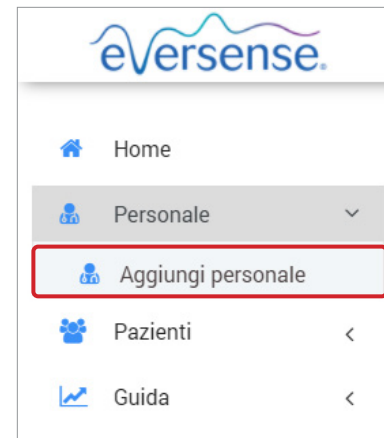 eversense.
Home
Personale
Aggiungi personale
Pazienti
Guida